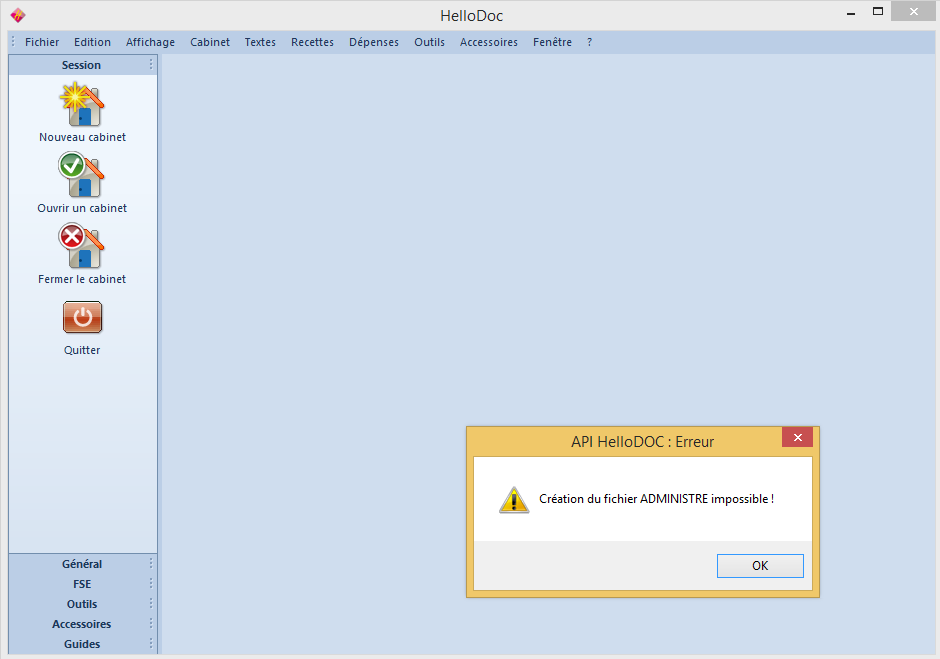 HelloDoc
Fichier Edition Affichage Cabinet Textes Recettes Dépenses Outils Accessoires Fenêtre ?
Session
Nouveau cabinet
Ouvrir un cabinet
Fermer le cabinet
Quitter
API HelloDOC : Erreur
Création du fichier ADMINISTRE impossible !
OK
Général
FSE
Outils
Accessoires
Guides